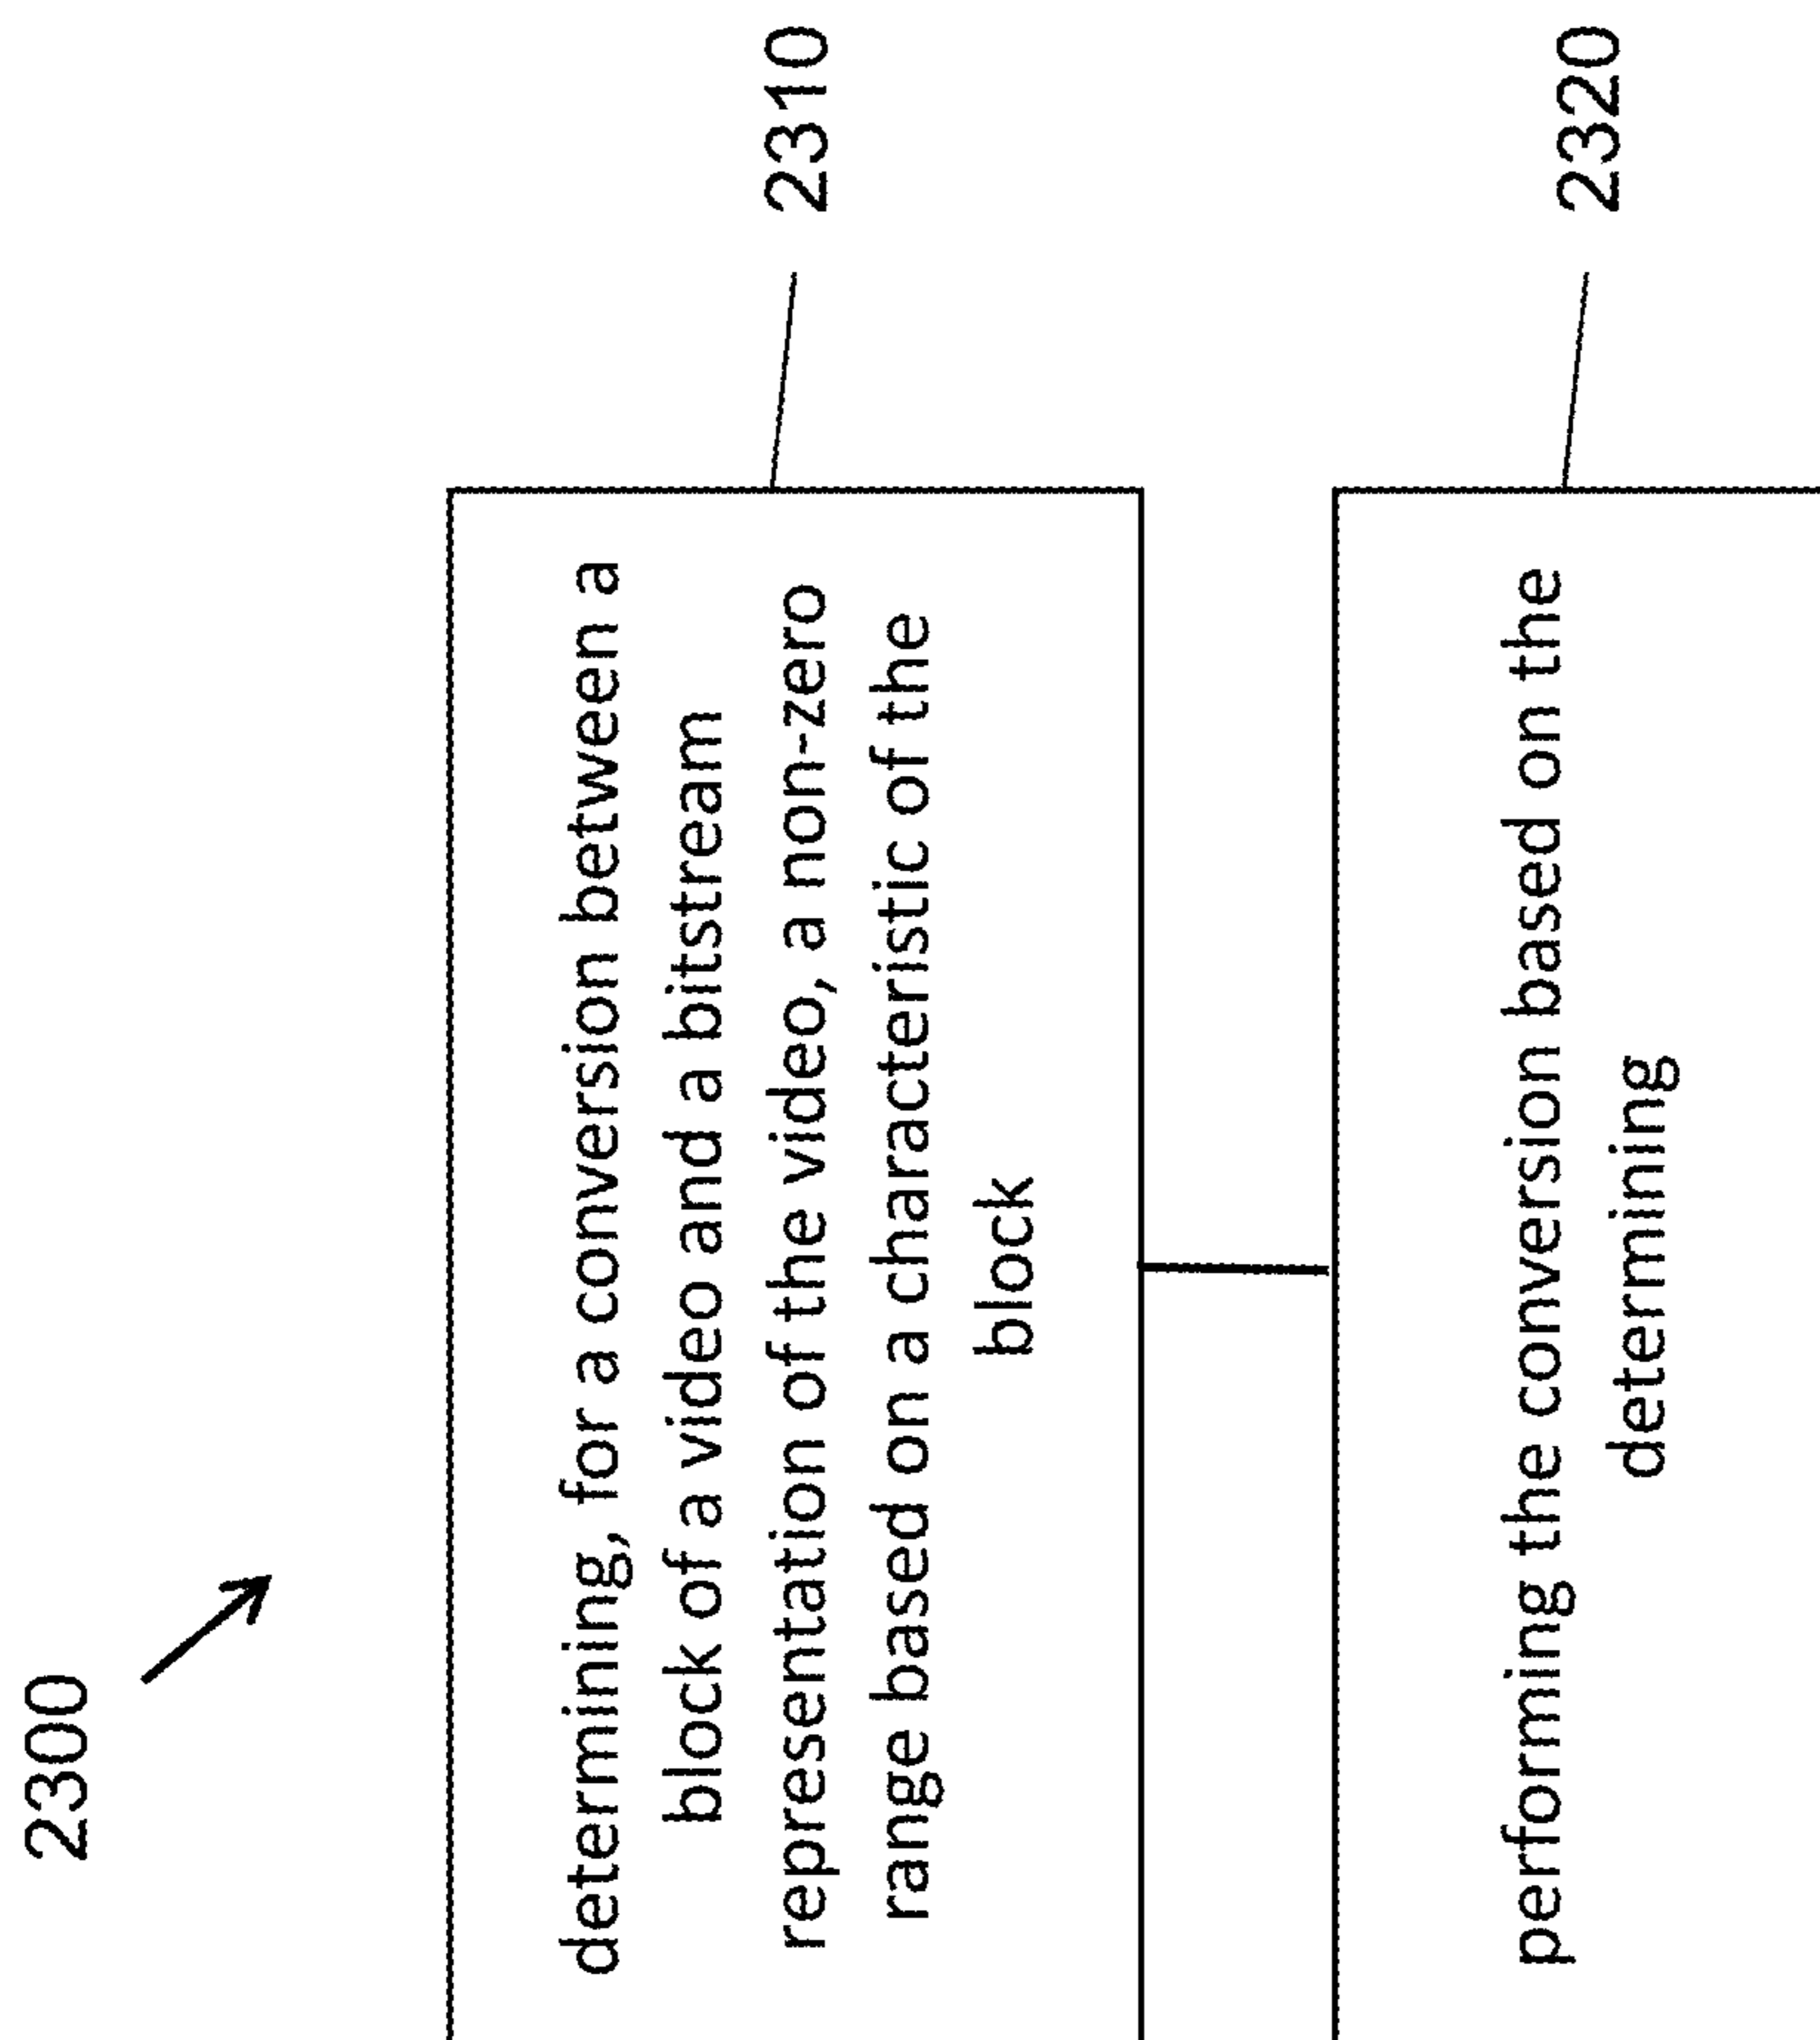 2300
determining, for a conversion between a
block of a video and a bitstream
representation of the video, a non-zero
range based on a characteristic of the
block
2310
performing the conversion based on the
determining
2320